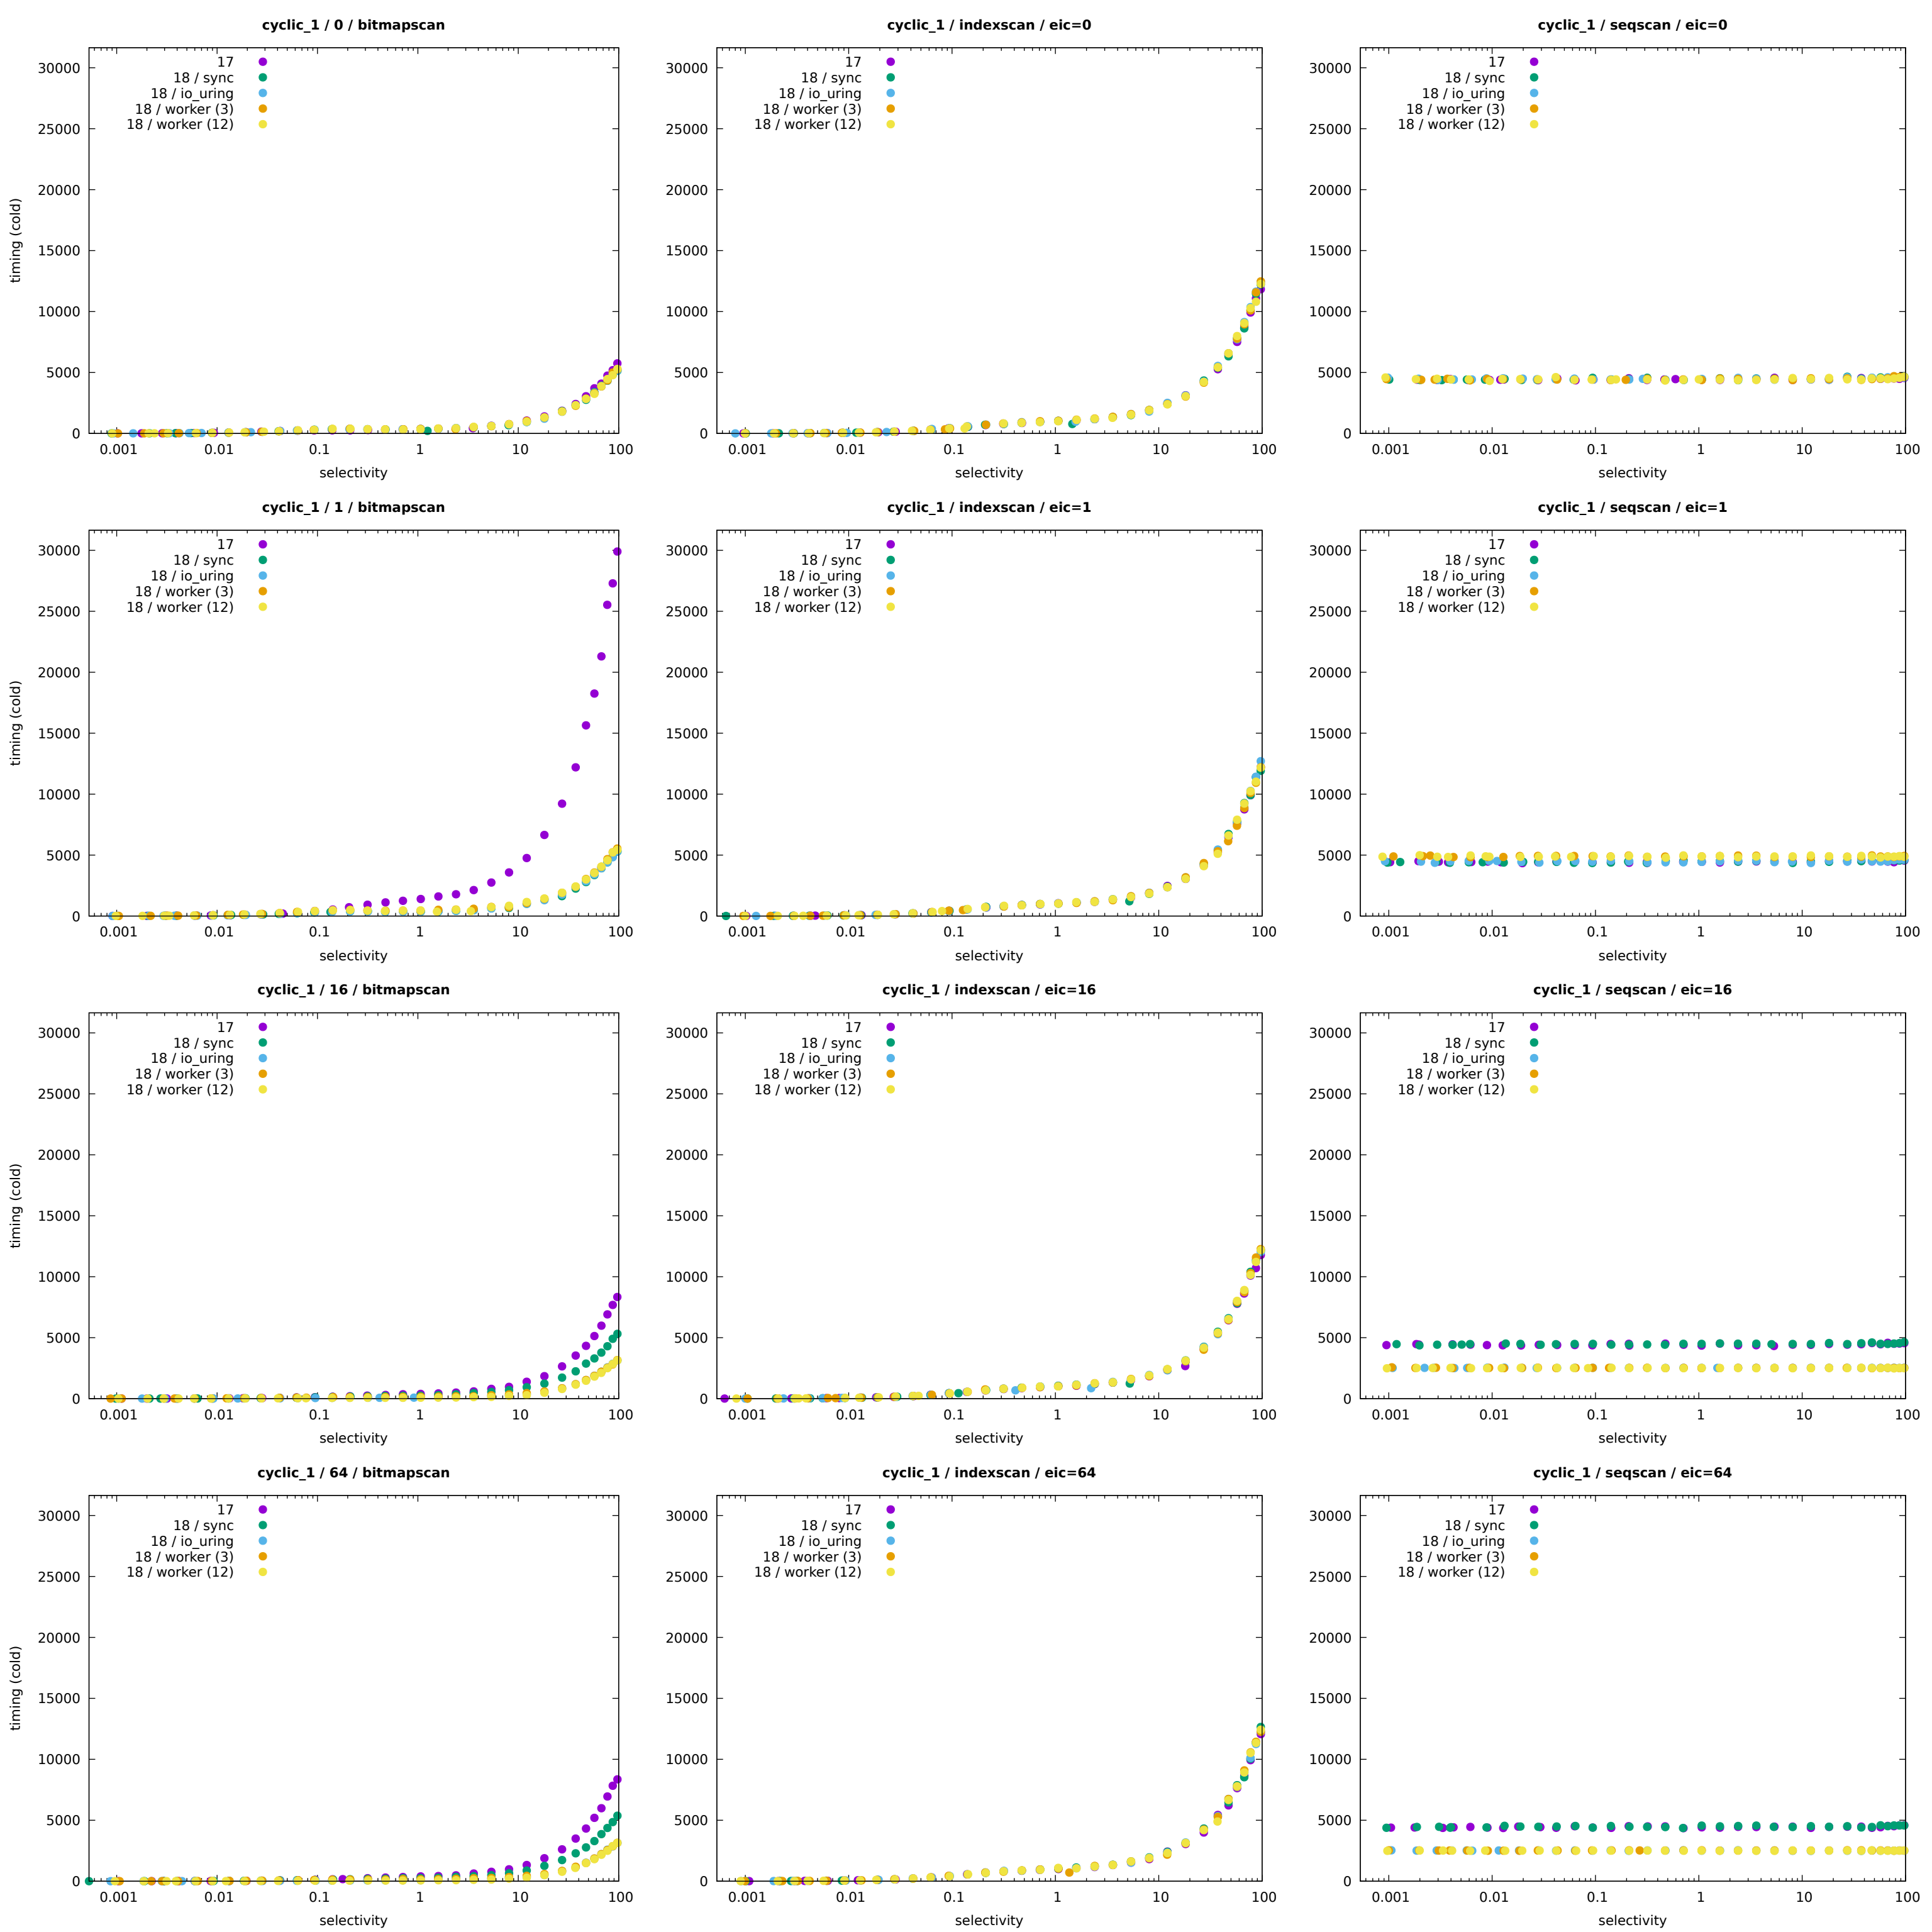 cyclic_1 / 0 / bitmapscan
timing (cold)
30000
25000
20000
15000
10000
5000
0
17
18 / sync
18 / io_uring
18 / worker (3)
18 / worker (12)
0.001 0.01 0.1 1 10 100
selectivity
cyclic_1 / indexscan / eic=0
30000
25000
20000
15000
10000
5000
0
17
18 / sync
18 / io_uring
18 / worker (3)
18 / worker (12)
0.001 0.01 0.1 1 10 100
selectivity
cyclic_1 / seqscan / eic=0
30000
25000
20000
15000
10000
5000
0
17
18 / sync
18 / io_uring
18 / worker (3)
18 / worker (12)
0.001 0.01 0.1 1 10 100
selectivity
cyclic_1 / 1 / bitmapscan
timing (cold)
30000
25000
20000
15000
10000
5000
0
17
18 / sync
18 / io_uring
18 / worker (3)
18 / worker (12)
0.001 0.01 0.1 1 10 100
selectivity
cyclic_1 / indexscan / eic=1
30000
25000
20000
15000
10000
5000
0
17
18 / sync
18 / io_uring
18 / worker (3)
18 / worker (12)
0.001 0.01 0.1 1 10 100
selectivity
cyclic_1 / seqscan / eic=1
30000
25000
20000
15000
10000
5000
0
17
18 / sync
18 / io_uring
18 / worker (3)
18 / worker (12)
0.001 0.01 0.1 1 10 100
selectivity
cyclic_1 / 16 / bitmapscan
timing (cold)
30000
25000
20000
15000
10000
5000
0
17
18 / sync
18 / io_uring
18 / worker (3)
18 / worker (12)
0.001 0.01 0.1 1 10 100
selectivity
cyclic_1 / indexscan / eic=16
30000
25000
20000
15000
10000
5000
0
17
18 / sync
18 / io_uring
18 / worker (3)
18 / worker (12)
0.001 0.01 0.1 1 10 100
selectivity
cyclic_1 / seqscan / eic=16
30000
25000
20000
15000
10000
5000
0
17
18 / sync
18 / io_uring
18 / worker (3)
18 / worker (12)
0.001 0.01 0.1 1 10 100
selectivity
cyclic_1 / 64 / bitmapscan
timing (cold)
30000
25000
20000
15000
10000
5000
0
17
18 / sync
18 / io_uring
18 / worker (3)
18 / worker (12)
0.001 0.01 0.1 1 10 100
selectivity
cyclic_1 / indexscan / eic=64
30000
25000
20000
15000
10000
5000
0
17
18 / sync
18 / io_uring
18 / worker (3)
18 / worker (12)
0.001 0.01 0.1 1 10 100
selectivity
cyclic_1 / seqscan / eic=64
30000
25000
20000
15000
10000
5000
0
17
18 / sync
18 / io_uring
18 / worker (3)
18 / worker (12)
0.001 0.01 0.1 1 10 100
selectivity